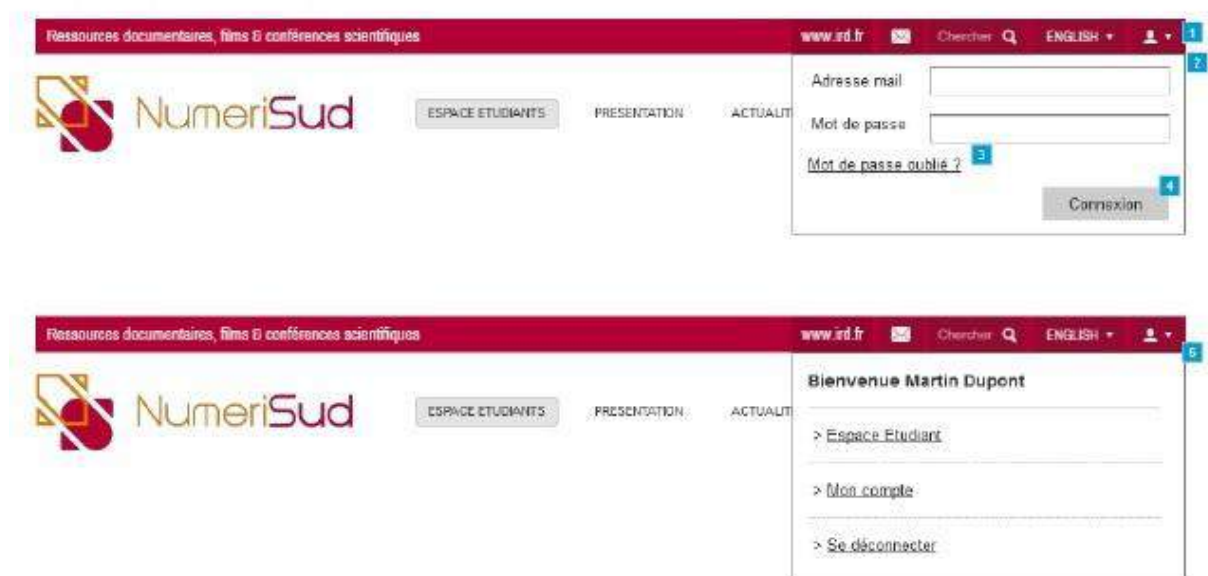 Ressources documentaires, films & conférences scientifiques www.ird.fr Chercher ENGLISH 1
2
NumeriSud ESPACE ETUDIANTS PRESENTATION ACTUALIT
Adresse mail
Mot de passe
Mot de passe oublié ? 3
4
Connexion
Ressources documentaires, films & conférences scientifiques www.ird.fr Chercher ENGLISH
5
NumeriSud ESPACE ETUDIANTS PRESENTATION ACTUALIT
Bienvenue Martin Dupont
> Espace Etudiant
> Mon compte
> Se déconnecter